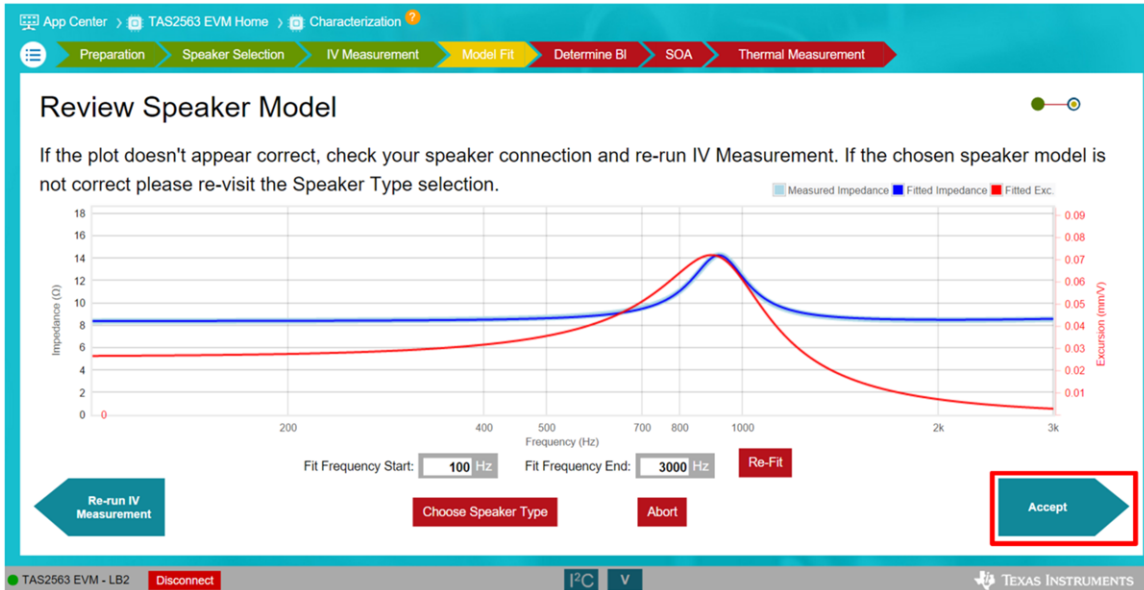 App Center > TAS2563 EVM Home > Characterization ?
Preparation Speaker Selection IV Measurement Model Fit Determine Bl SOA Thermal Measurement
Review Speaker Model
If the plot doesn't appear correct, check your speaker connection and re-run IV Measurement. If the chosen speaker model is
not correct please re-visit the Speaker Type selection.
Measured Impedance Fitted Impedance Fitted Exc.
18
16
14
12
10
8
6
4
2
0
Impedance (Ω)
0.09
0.08
0.07
0.06
0.05
0.04
0.03
0.02
0.01
0
Excursion (mm/V)
200 400 500 700 800 1000 2k 3k
Frequency (Hz)
Fit Frequency Start: 100 Hz Fit Frequency End: 3000 Hz Re-Fit
Re-run IV
Measurement
Choose Speaker Type Abort
Accept
TAS2563 EVM - LB2 Disconnect I²C V TEXAS INSTRUMENTS